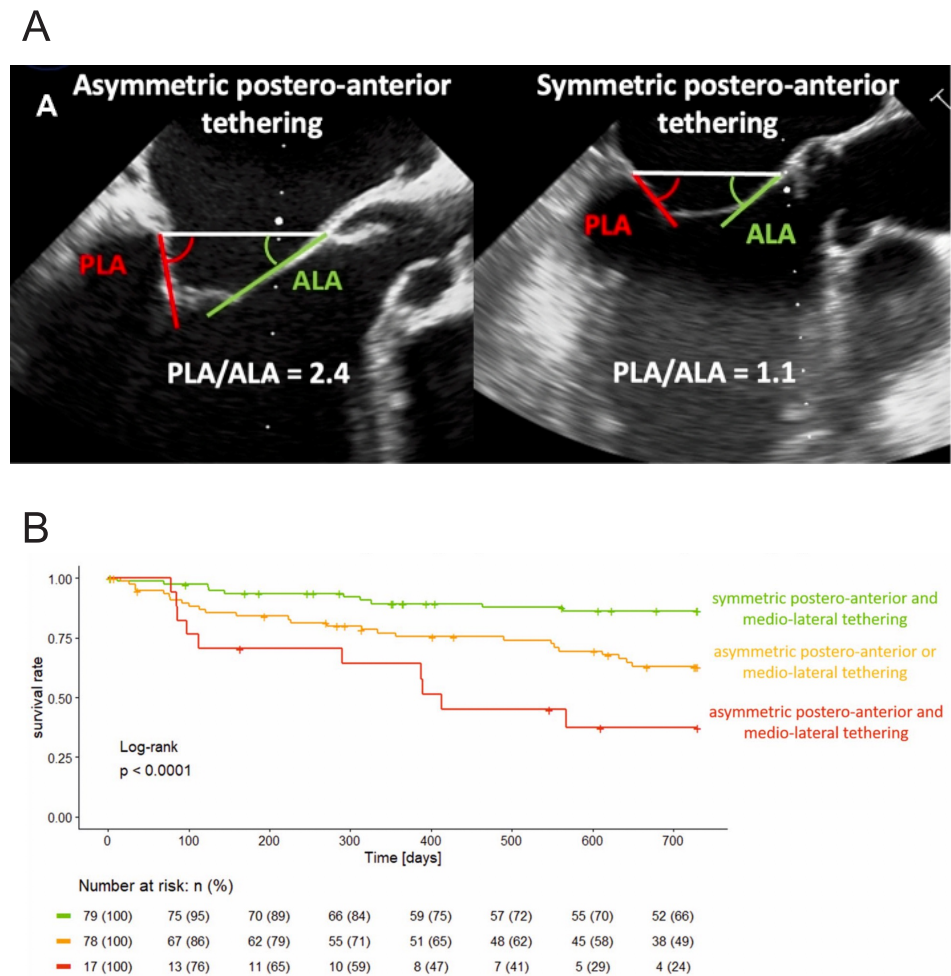 A
A
Asymmetric postero-anterior
tethering
PLA
ALA
PLA/ALA = 2.4
Symmetric postero-anterior
tethering
T
PLA
ALA
PLA/ALA = 1.1
B
survival rate
1.00
0.75
0.50
0.25
0.00
Log-rank
p < 0.0001
symmetric postero-anterior and
medio-lateral tethering
asymmetric postero-anterior or
medio-lateral tethering
asymmetric postero-anterior and
medio-lateral tethering
0 100 200 300 400 500 600 700
Time [days]
Number at risk: n (%)
79 (100) 75 (95) 70 (89) 66 (84) 59 (75) 57 (72) 55 (70) 52 (66)
78 (100) 67 (86) 62 (79) 55 (71) 51 (65) 48 (62) 45 (58) 38 (49)
17 (100) 13 (76) 11 (65) 10 (59) 8 (47) 7 (41) 5 (29) 4 (24)